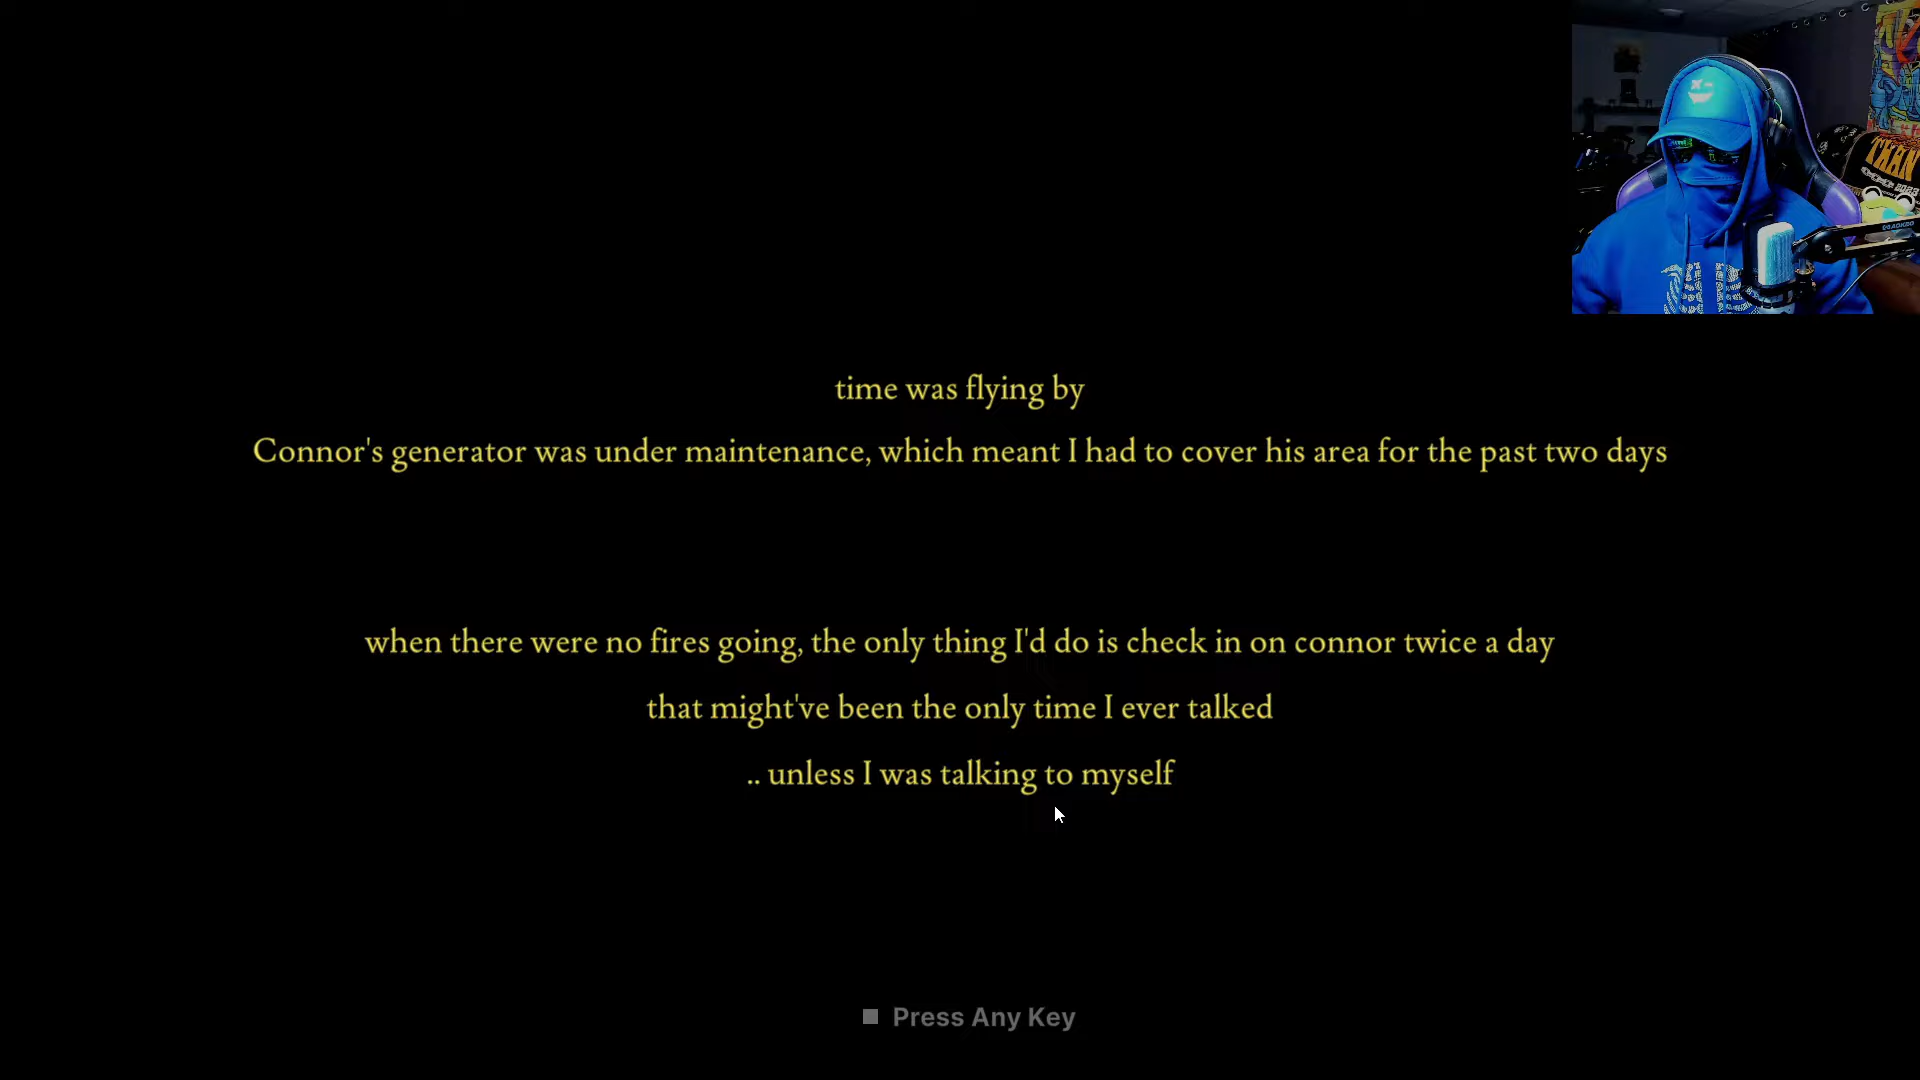 time was flying by
Connor's generator was under maintenance, which meant I had to cover his area for the past two days
when there were no fires going, the only thing I'd do is check in on connor twice a day
that might've been the only time I ever talked
.. unless I was talking to myself
Press Any Key